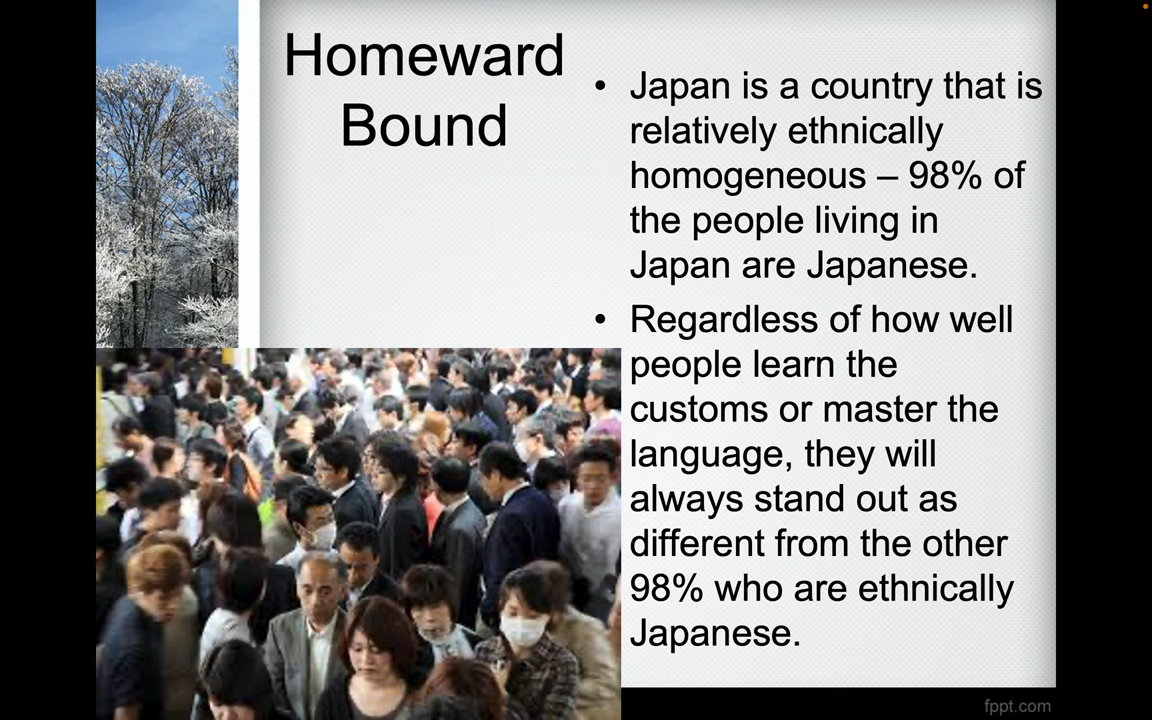 Homeward
Bound
• Japan is a country that is
relatively ethnically
homogeneous – 98% of
the people living in
Japan are Japanese.
• Regardless of how well
people learn the
customs or master the
language, they will
always stand out as
different from the other
98% who are ethnically
Japanese.
fppt.com